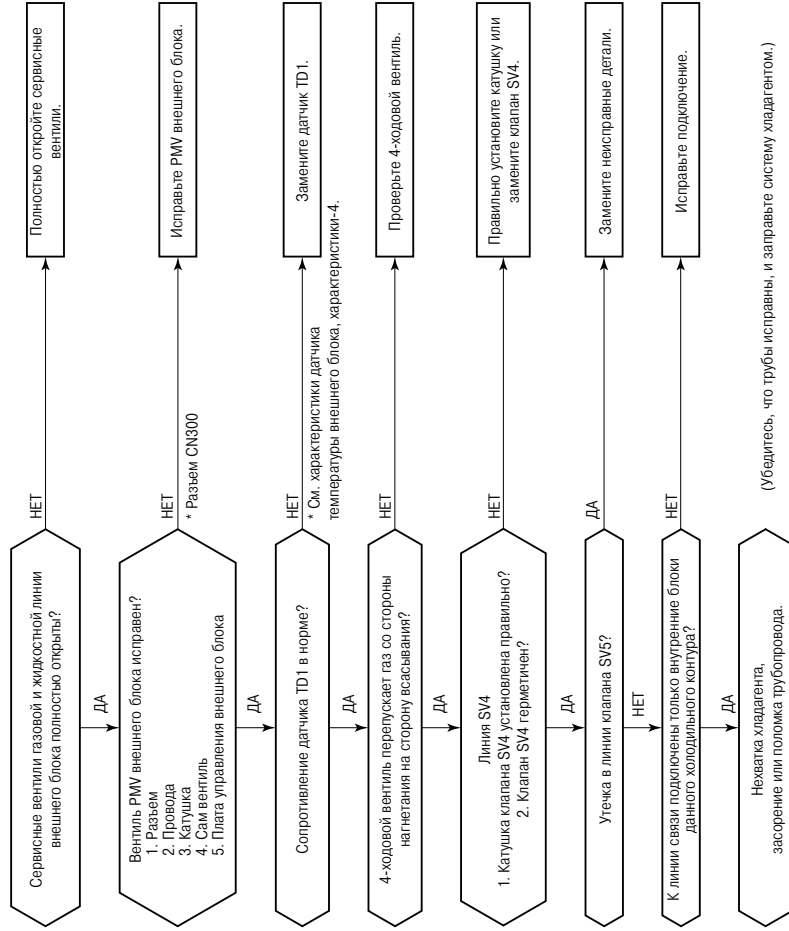 Сервисные вентили газовой и жидкостной линии
внешнего блока полностью открыты?
НЕТ
Полностью откройте сервисные
вентили.
ДА
Вентиль PMV внешнего блока исправен?
1. Разъем
2. Провода
3. Катушка
4. Сам вентиль
5. Плата управления внешнего блока
НЕТ
* Разъем CN300
Исправьте PMV внешнего блока.
ДА
Сопротивление датчика TD1 в норме?
НЕТ
* См. характеристики датчика
температуры внешнего блока, характеристики-4.
Замените датчик TD1.
ДА
4-ходовой вентиль перепускает газ со стороны
нагнетания на сторону всасывания?
НЕТ
Проверьте 4-ходовой вентиль.
ДА
Линия SV4
1. Катушка клапана SV4 установлена правильно?
2. Клапан SV4 герметичен?
НЕТ
Правильно установите катушку или
замените клапан SV4.
ДА
Утечка в линии клапана SV5?
ДА
Замените неисправные детали.
НЕТ
К линии связи подключены только внутренние блоки
данного холодильного контура?
НЕТ
Исправьте подключение.
ДА
Нехватка хладагента,
засорение или поломка трубопровода.
(Убедитесь, что трубы исправны, и заправьте систему хладагентом.)